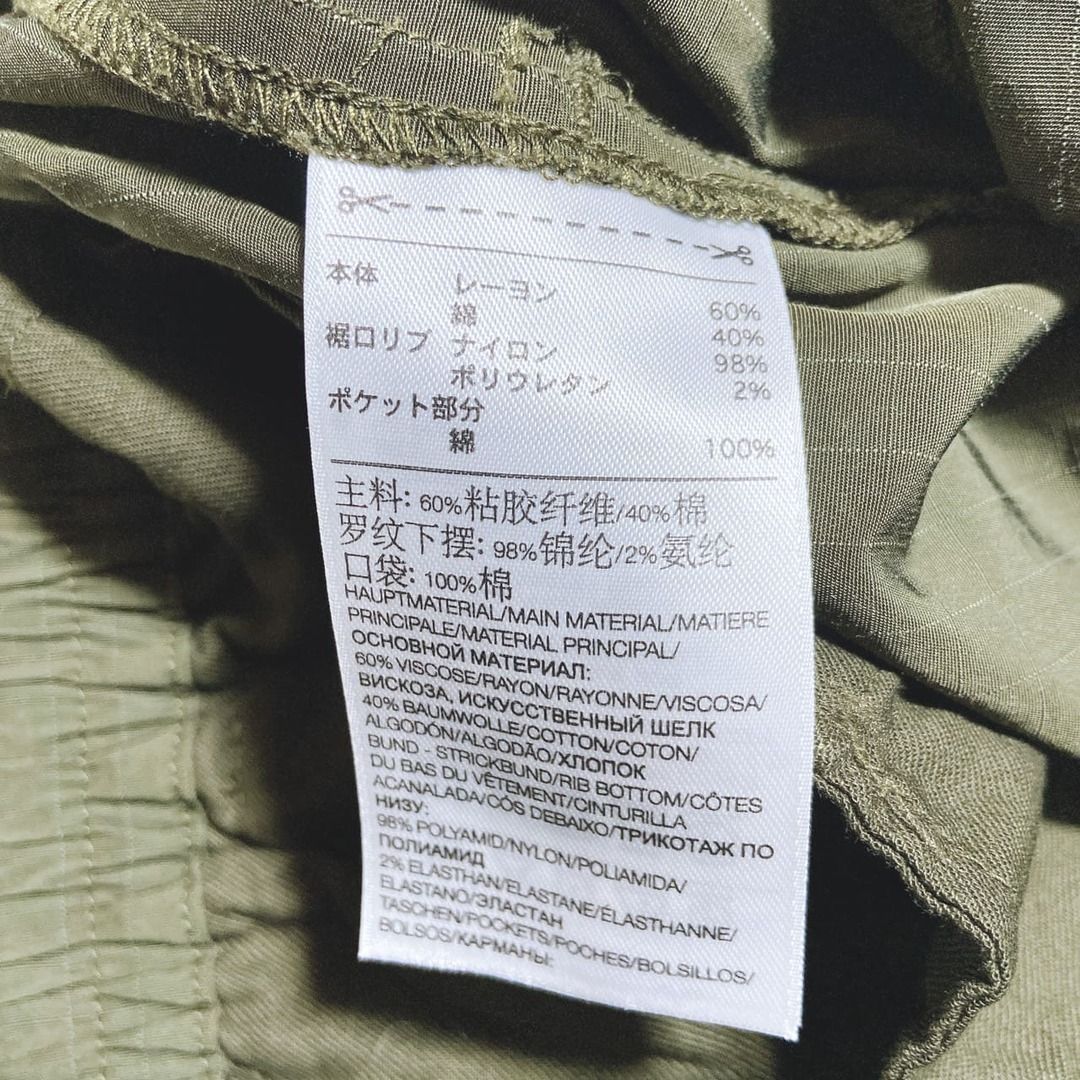 本体 レーヨン 60%
綿 40%
裾口リブ ナイロン 98%
ポリウレタン 2%
ポケット部分
綿 100%
主料: 60%粘胶纤维/40%棉
罗纹下摆: 98%锦纶/2%氨纶
口袋: 100%棉
HAUPTMATERIAL/MAIN MATERIAL/MATIERE
PRINCIPALE/MATERIAL PRINCIPAL/
ОСНОВНОЙ МАТЕРИАЛ:
60% VISCOSE/RAYON/RAYONNE/VISCOSA/
ВИСКОЗА, ИСКУССТВЕННЫЙ ШЕЛК
40% BAUMWOLLE/COTTON/COTON/
ALGODÓN/ALGODÃO/ХЛОПОК
BUND - STRICKBUND/RIB BOTTOM/CÔTES
DU BAS DU VÊTEMENT/CINTURILLA
ACANALADA/CÓS DEBAIXO/ТРИКОТАЖ ПО
НИЗУ:
98% POLYAMID/NYLON/POLIAMIDA/
ПОЛИАМИД
2% ELASTHAN/ELASTANE/ÉLASTHANNE/
ELASTANO/ЭЛАСТАН
TASCHEN/POCKETS/POCHES/BOLSILLOS/
BOLSOS/КАРМАНЫ: